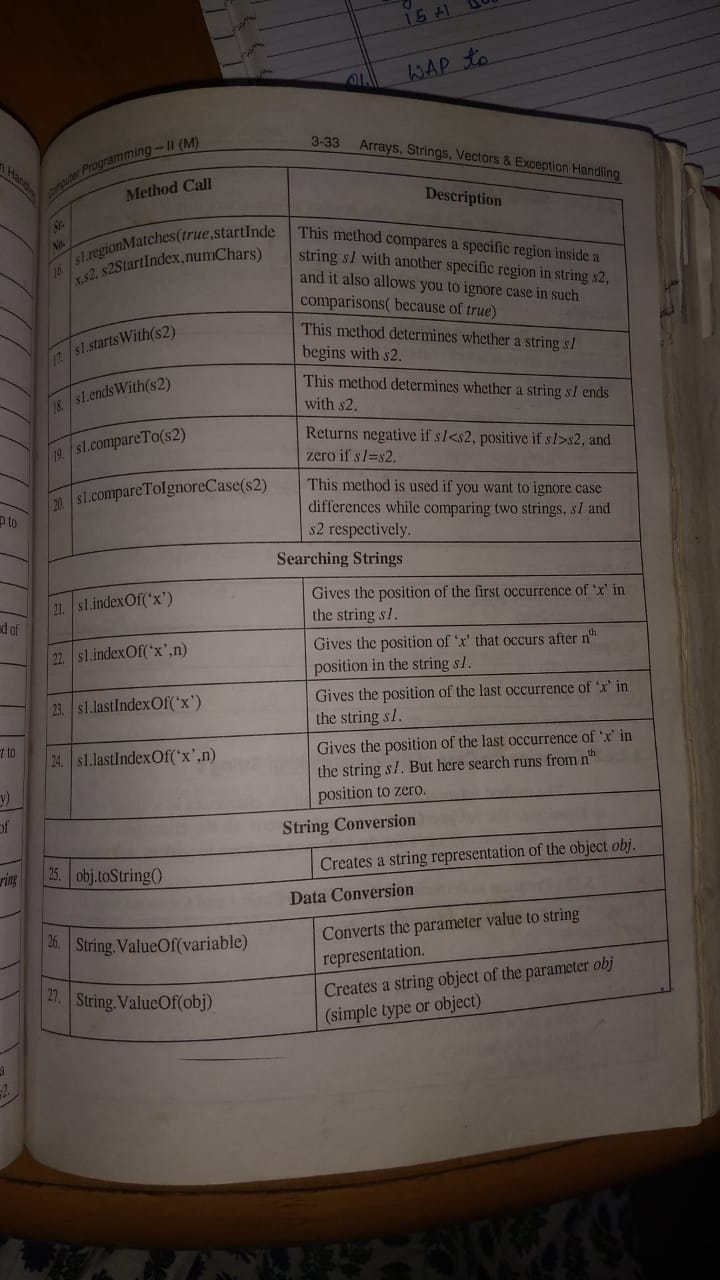 15 +1
WAP to
Computer Programming – II (M)
3-33 Arrays, Strings, Vectors & Exception Handling
Sr.
No.
Method Call
Description
16.
s1.regionMatches(true,startInde
x,s2, s2StartIndex,numChars)
This method compares a specific region inside a
string s1 with another specific region in string s2,
and it also allows you to ignore case in such
comparisons( because of true)
17.
s1.startsWith(s2)
This method determines whether a string s1
begins with s2.
18.
s1.endsWith(s2)
This method determines whether a string s1 ends
with s2.
19.
s1.compareTo(s2)
Returns negative if s1<s2, positive if s1>s2, and
zero if s1=s2.
20.
s1.compareToIgnoreCase(s2)
This method is used if you want to ignore case
differences while comparing two strings, s1 and
s2 respectively.
Searching Strings
21.
s1.indexOf(‘x’)
Gives the position of the first occurrence of ‘x’ in
the string s1.
22.
s1.indexOf(‘x’,n)
Gives the position of ‘x’ that occurs after nth
position in the string s1.
23.
s1.lastIndexOf(‘x’)
Gives the position of the last occurrence of ‘x’ in
the string s1.
24.
s1.lastIndexOf(‘x’,n)
Gives the position of the last occurrence of ‘x’ in
the string s1. But here search runs from nth
position to zero.
String Conversion
25.
obj.toString()
Creates a string representation of the object obj.
Data Conversion
26.
String.ValueOf(variable)
Converts the parameter value to string
representation.
27.
String.ValueOf(obj)
Creates a string object of the parameter obj
(simple type or object)